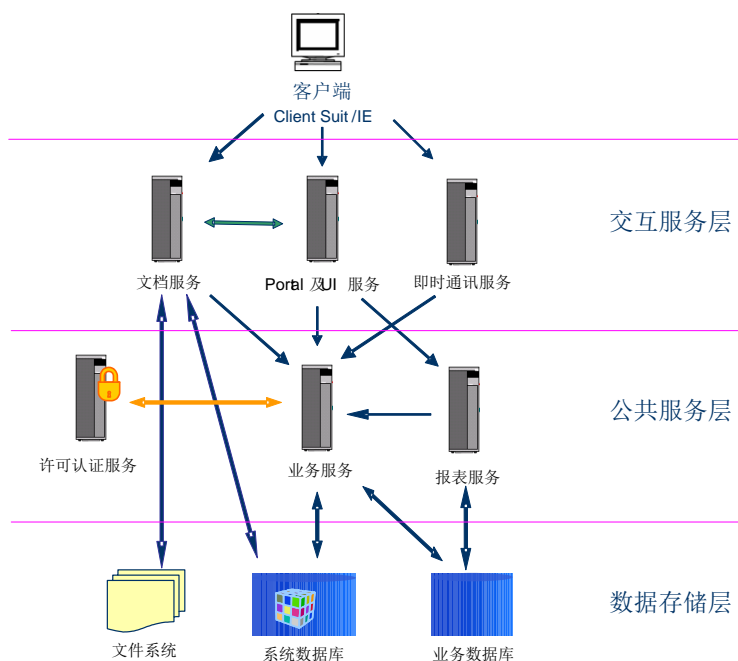 客户端
Client Suit /IE
交互服务层
文档服务
Portal 及UI 服务
即时通讯服务
公共服务层
许可认证服务
业务服务
报表服务
数据存储层
文件系统
系统数据库
业务数据库